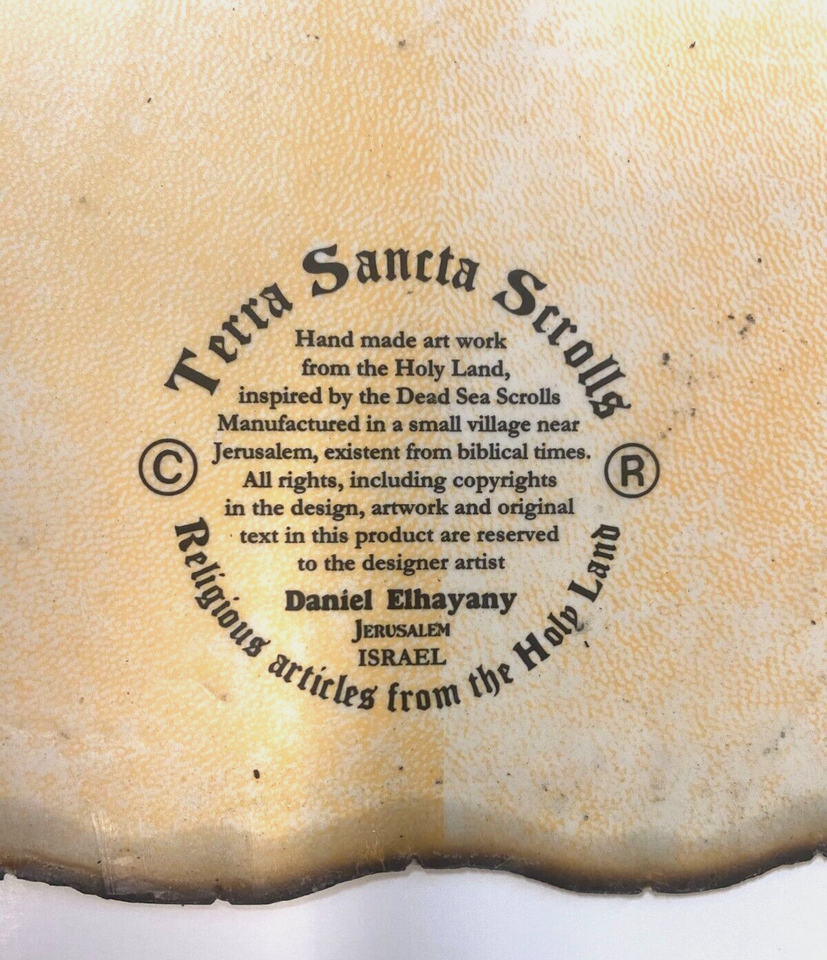 Terra Sancta Scrolls
Hand made art work
from the Holy Land,
inspired by the Dead Sea Scrolls
Manufactured in a small village near
Jerusalem, existent from biblical times.
© ®
All rights, including copyrights
in the design, artwork and original
text in this product are reserved
to the designer artist
Daniel Elhayany
JERUSALEM
ISRAEL
Religious articles from the Holy Land